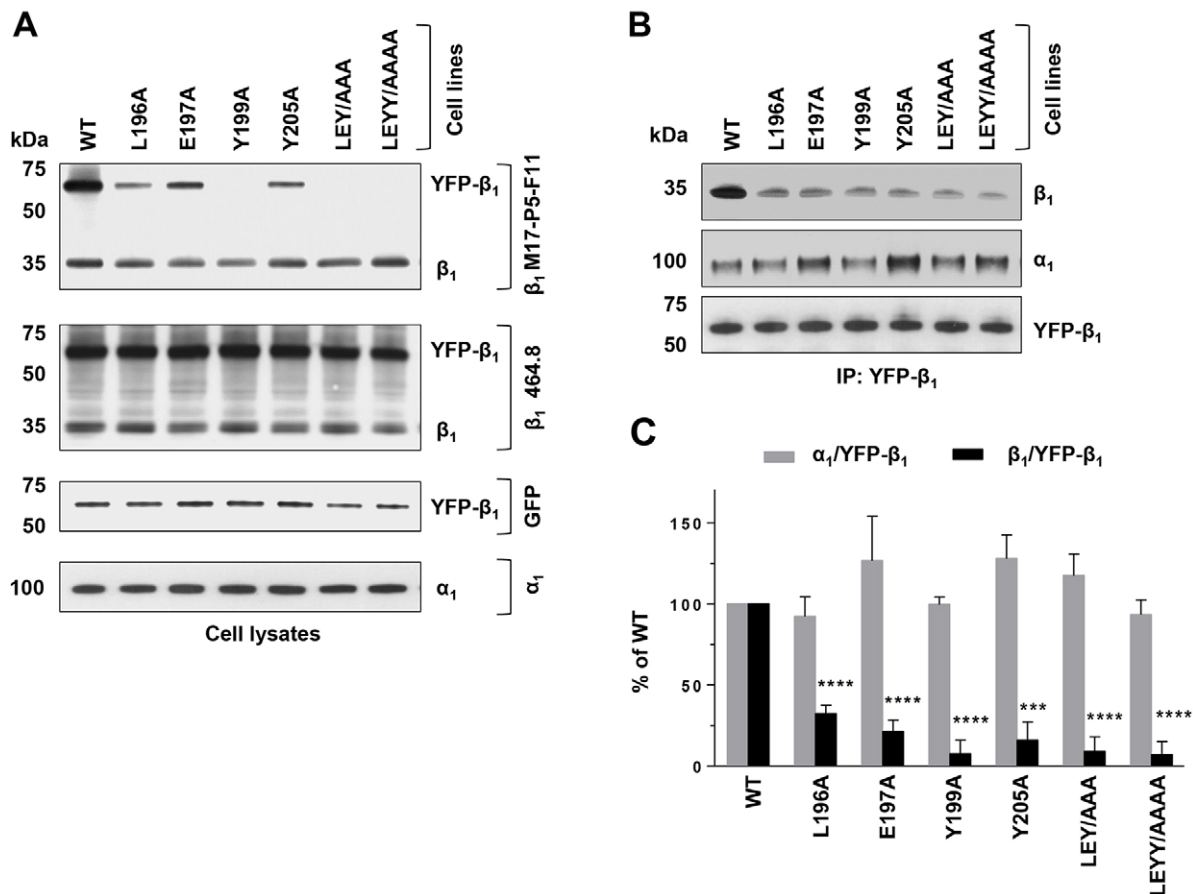 A
WT
L196A
E197A
Y199A
Y205A
LEY/AAA
LEYY/AAAA
Cell lines
kDa
75
50
35
YFP-β₁
β₁
β₁ M17-P5-F11
75
50
35
YFP-β₁
β₁
β₁ 464.8
75
50
YFP-β₁
GFP
100
α₁
α₁
Cell lysates
B
WT
L196A
E197A
Y199A
Y205A
LEY/AAA
LEYY/AAAA
Cell lines
kDa
35
β₁
100
α₁
75
50
YFP-β₁
IP: YFP-β₁
C
α₁/YFP-β₁
β₁/YFP-β₁
% of WT
150
100
50
0
****
****
****
***
****
****
WT
L196A
E197A
Y199A
Y205A
LEY/AAA
LEYY/AAAA